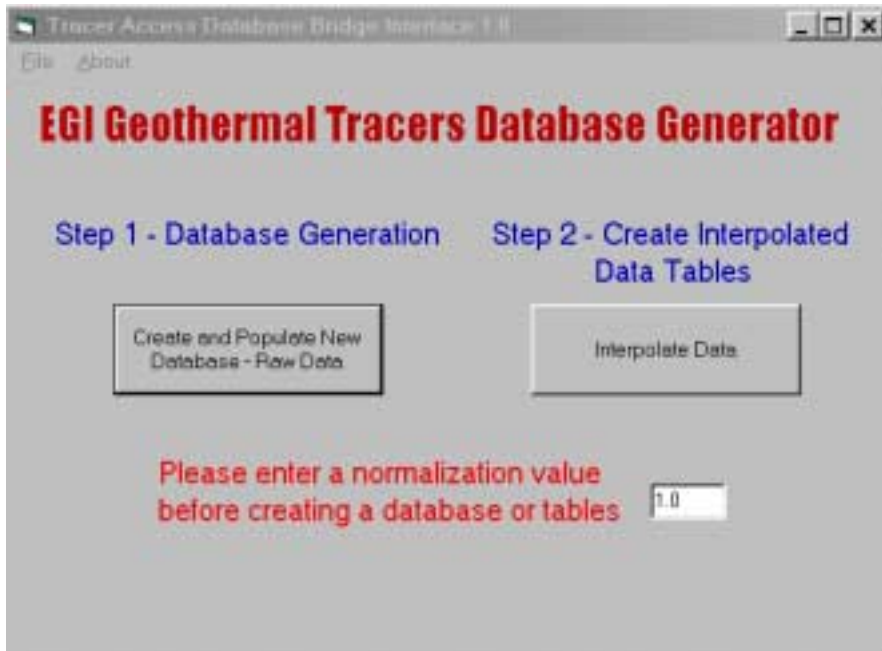 Tracer Access Database Bridge Interface 1.0
File About
EGI Geothermal Tracers Database Generator
Step 1 - Database Generation
Step 2 - Create Interpolated
Data Tables
Create and Populate New
Database - Raw Data
Interpolate Data
Please enter a normalization value
before creating a database or tables
1.0